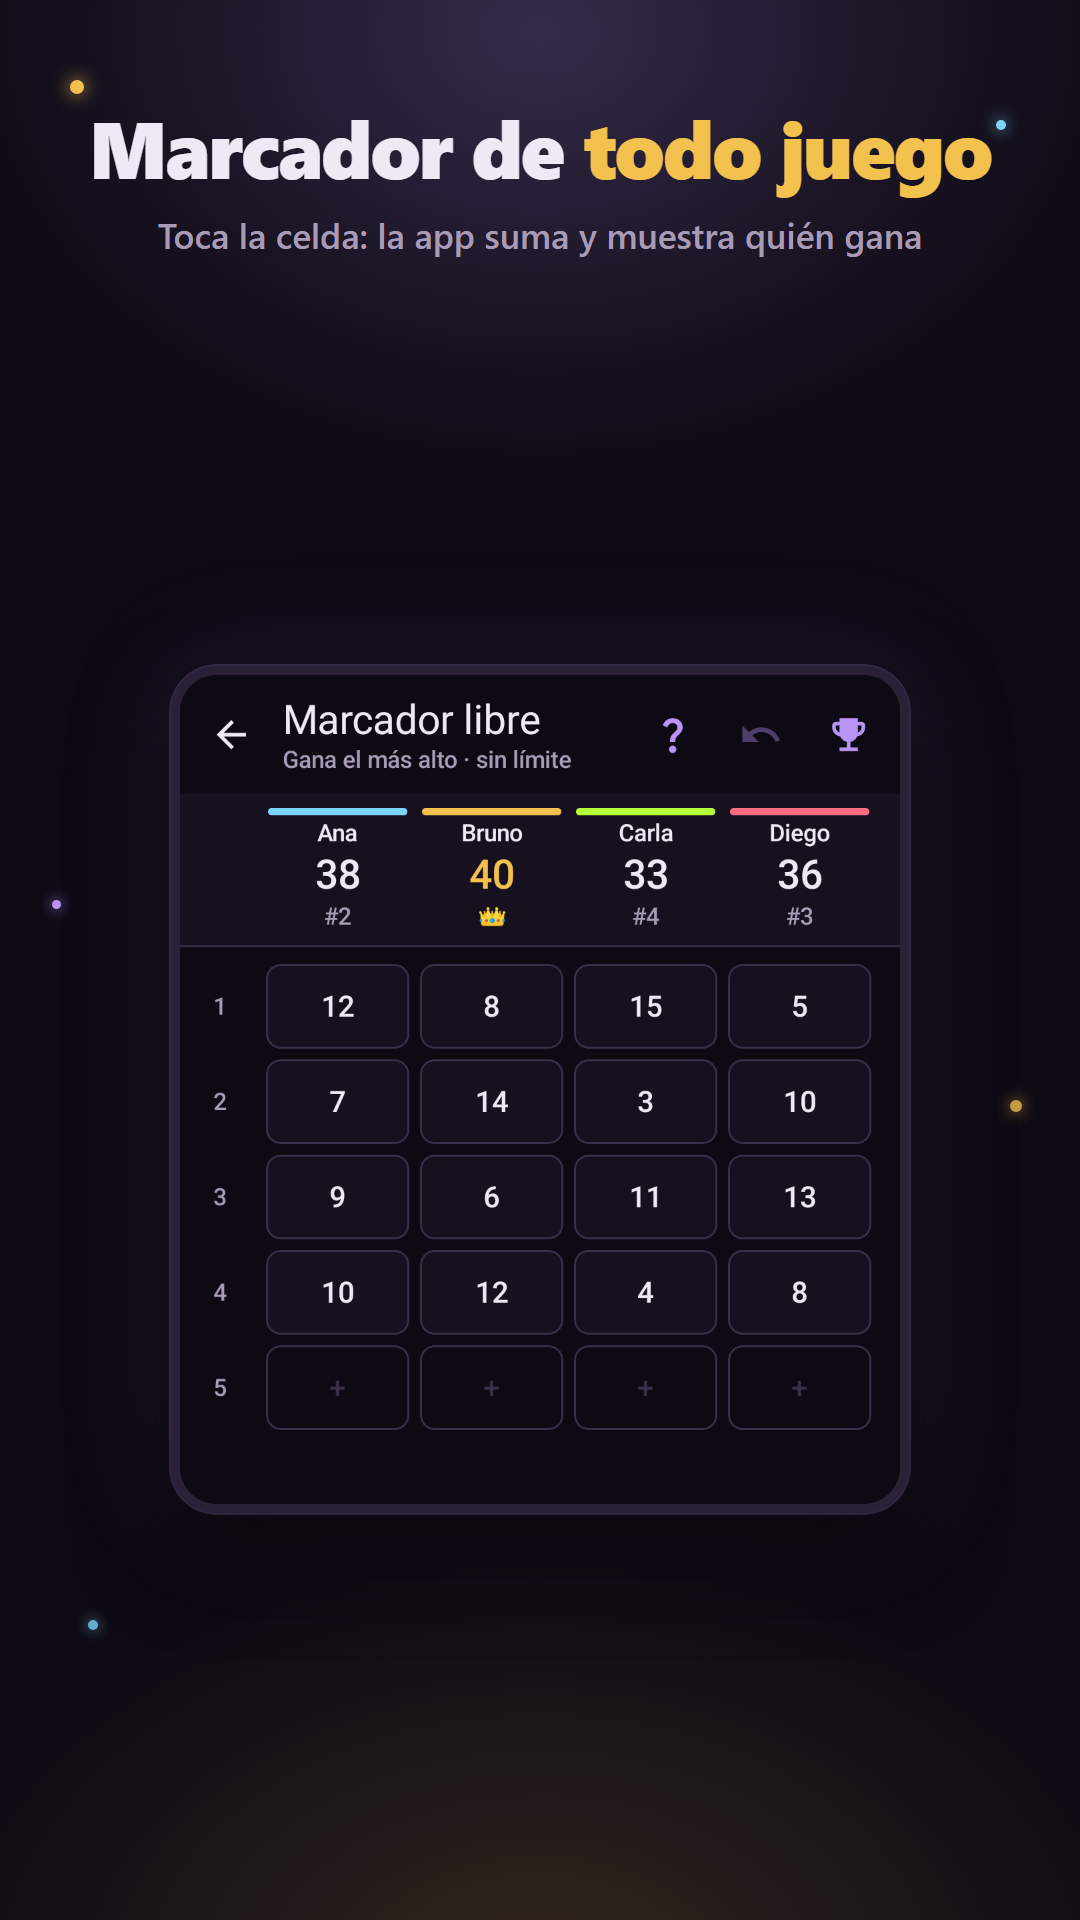 Marcador de todo juego
Toca la celda: la app suma y muestra quién gana
Marcador libre
?
Gana el más alto · sin límite
Ana Bruno Carla Diego
38 40 33 36
#2 👑 #4 #3
1 12 8 15 5
2 7 14 3 10
3 9 6 11 13
4 10 12 4 8
5 + + + +